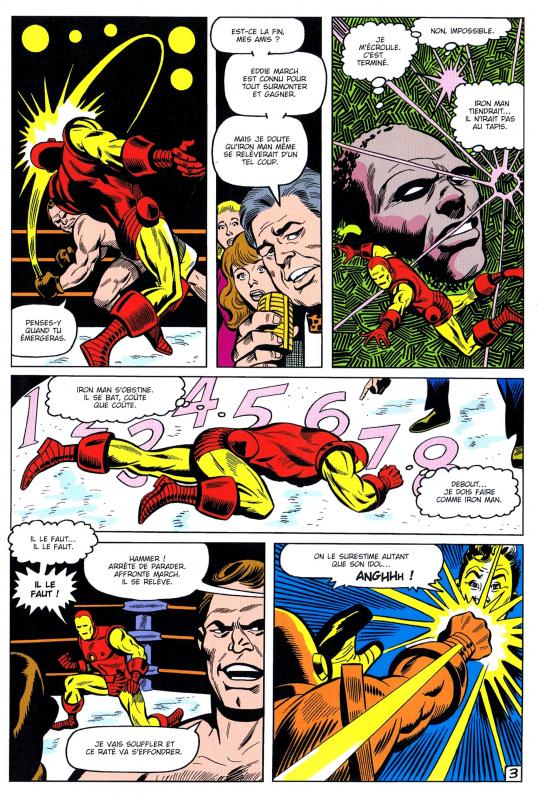 PENSES-Y
QUAND TU
ÉMERGERAS.
EST-CE LA FIN,
MES AMIS ?
EDDIE MARCH
EST CONNU POUR
TOUT SURMONTER
ET GAGNER.
MAIS JE DOUTE
QU'IRON MAN MÊME
SE RELÈVERAIT D'UN
TEL COUP.
JE
M'ÉCROULE.
C'EST
TERMINÉ.
NON, IMPOSSIBLE.
IRON MAN
TIENDRAIT...
IL N'IRAIT PAS
AU TAPIS.
IRON MAN S'OBSTINE.
IL SE BAT, COÛTE
QUE COÛTE.
1 2 3 4 5 6 7 8
DEBOUT...
JE DOIS FAIRE
COMME IRON MAN.
IL LE FAUT...
IL LE FAUT.
IL LE
FAUT !
HAMMER !
ARRÊTE DE PARADER.
AFFRONTE MARCH.
IL SE RELÈVE.
JE VAIS SOUFFLER ET
CE RATÉ VA S'EFFONDRER.
ON LE SURESTIME AUTANT
QUE SON IDOL...
ANGHHH !
3